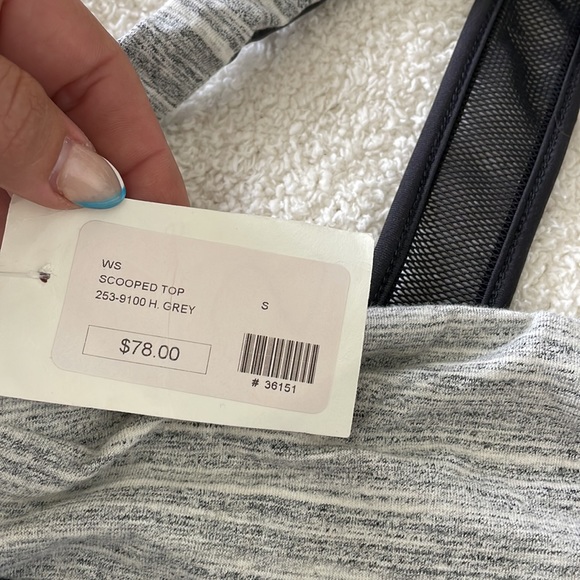 WS
SCOOPED TOP
253-9100 H. GREY S
$78.00
# 36151